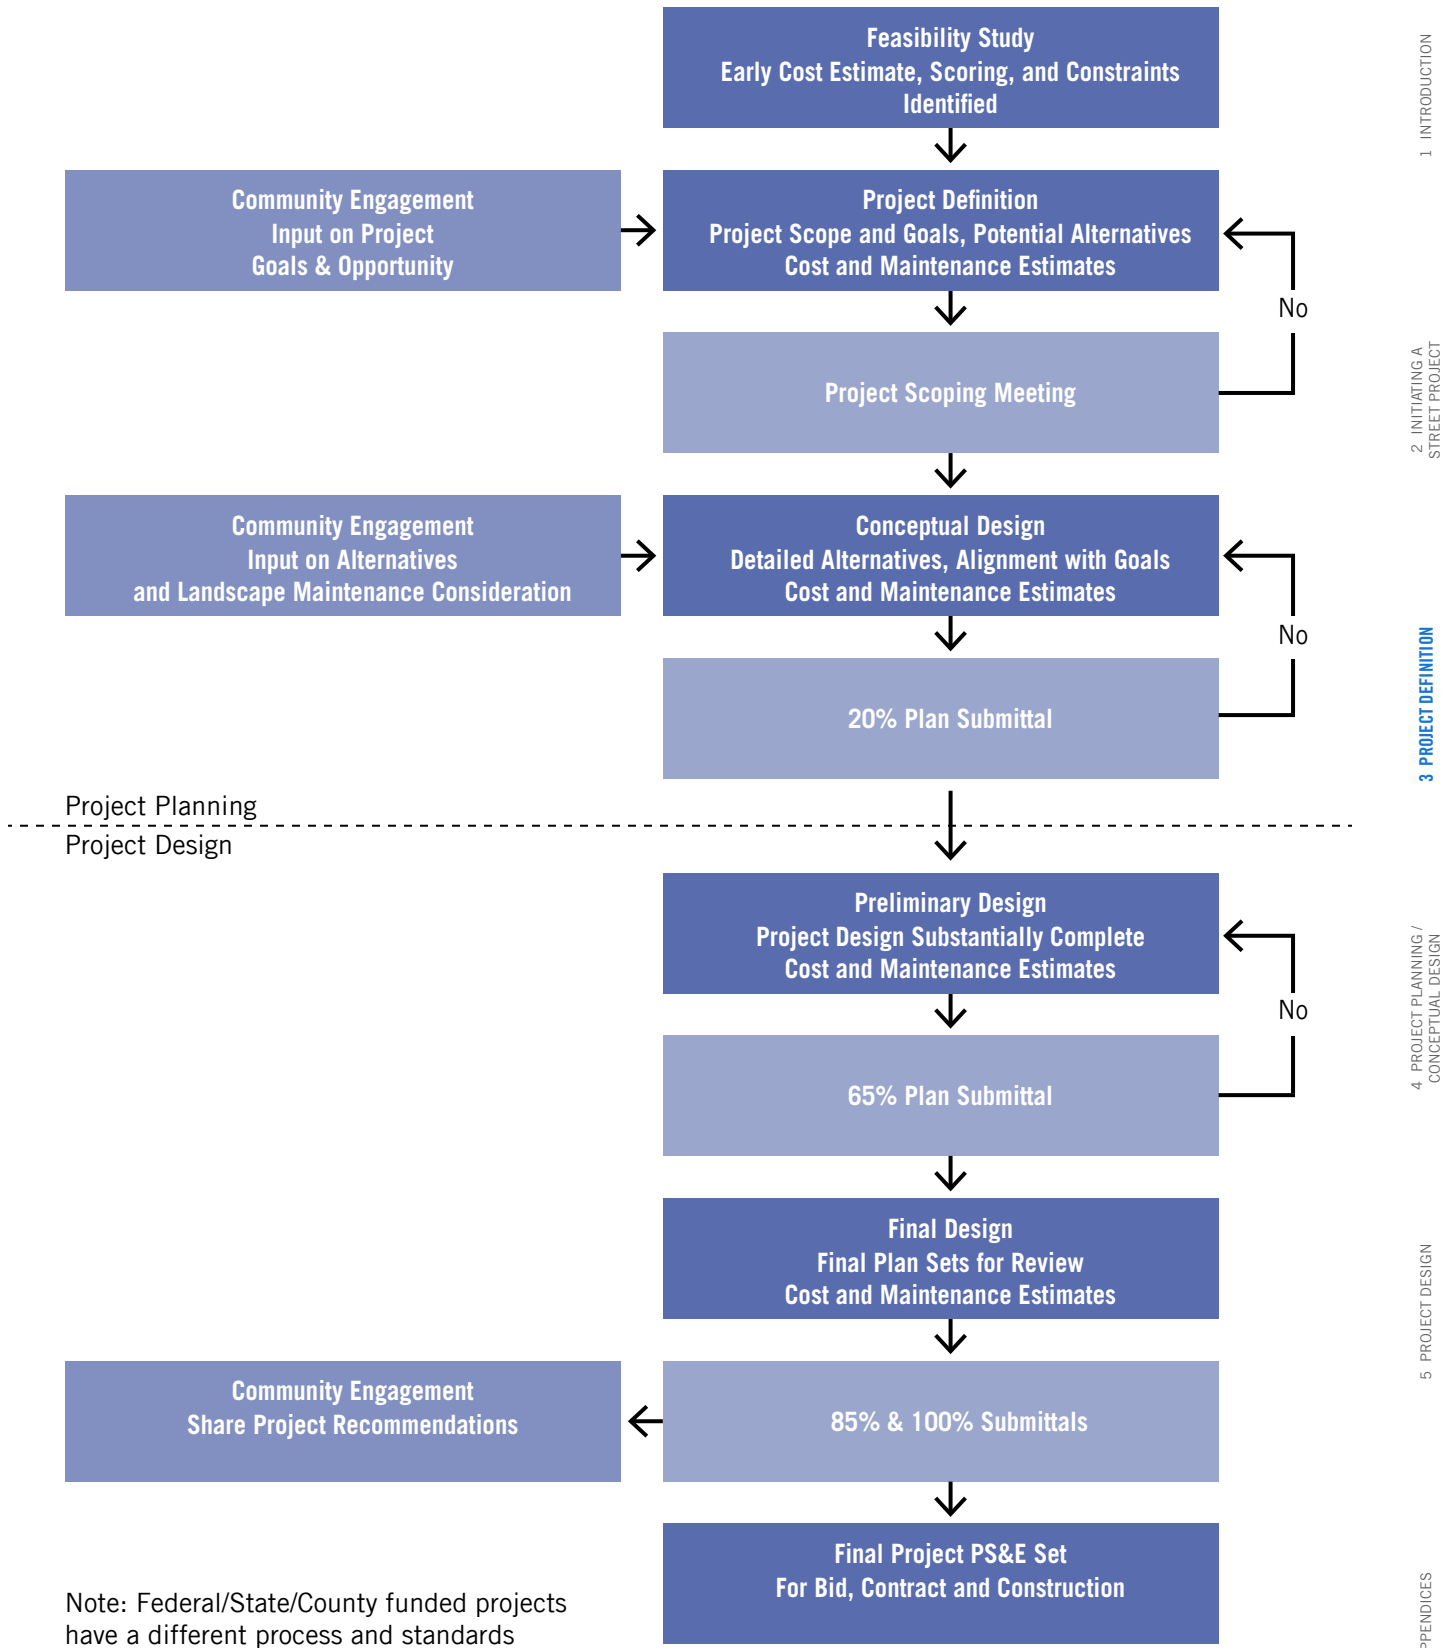 Feasibility Study
Early Cost Estimate, Scoring, and Constraints
Identified
Community Engagement
Input on Project
Goals & Opportunity
Project Definition
Project Scope and Goals, Potential Alternatives
Cost and Maintenance Estimates
No
Project Scoping Meeting
Community Engagement
Input on Alternatives
and Landscape Maintenance Consideration
Conceptual Design
Detailed Alternatives, Alignment with Goals
Cost and Maintenance Estimates
No
20% Plan Submittal
Project Planning
Project Design
Preliminary Design
Project Design Substantially Complete
Cost and Maintenance Estimates
No
65% Plan Submittal
Final Design
Final Plan Sets for Review
Cost and Maintenance Estimates
Community Engagement
Share Project Recommendations
85% & 100% Submittals
Final Project PS&E Set
For Bid, Contract and Construction
Note: Federal/State/County funded projects
have a different process and standards
1 INTRODUCTION
2 INITIATING A
STREET PROJECT
3 PROJECT DEFINITION
4 PROJECT PLANNING /
CONCEPTUAL DESIGN
5 PROJECT DESIGN
PPENDICES